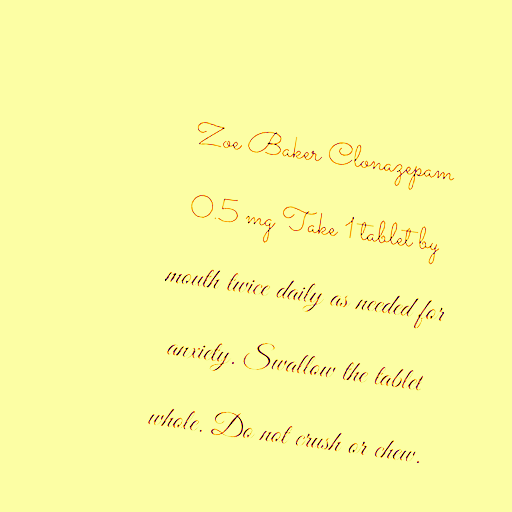 Zoe Baker Clonazepam
0.5 mg Take 1 tablet by
mouth twice daily as needed for
anxiety. Swallow the tablet
whole. Do not crush or chew.